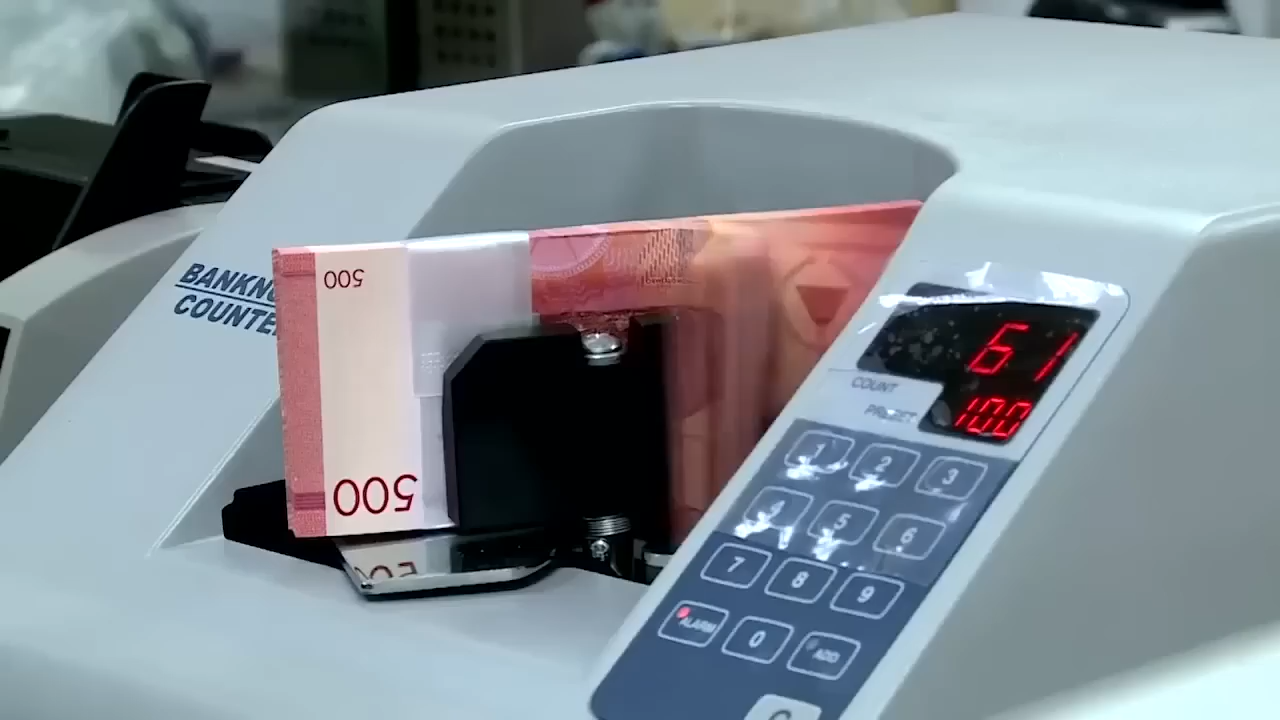 BANKN
COUNTE
500
500
500
61
100
COUNT
PRESET
1 2 3
4 5 6
7 8 9
ALARM 0 ADD
C